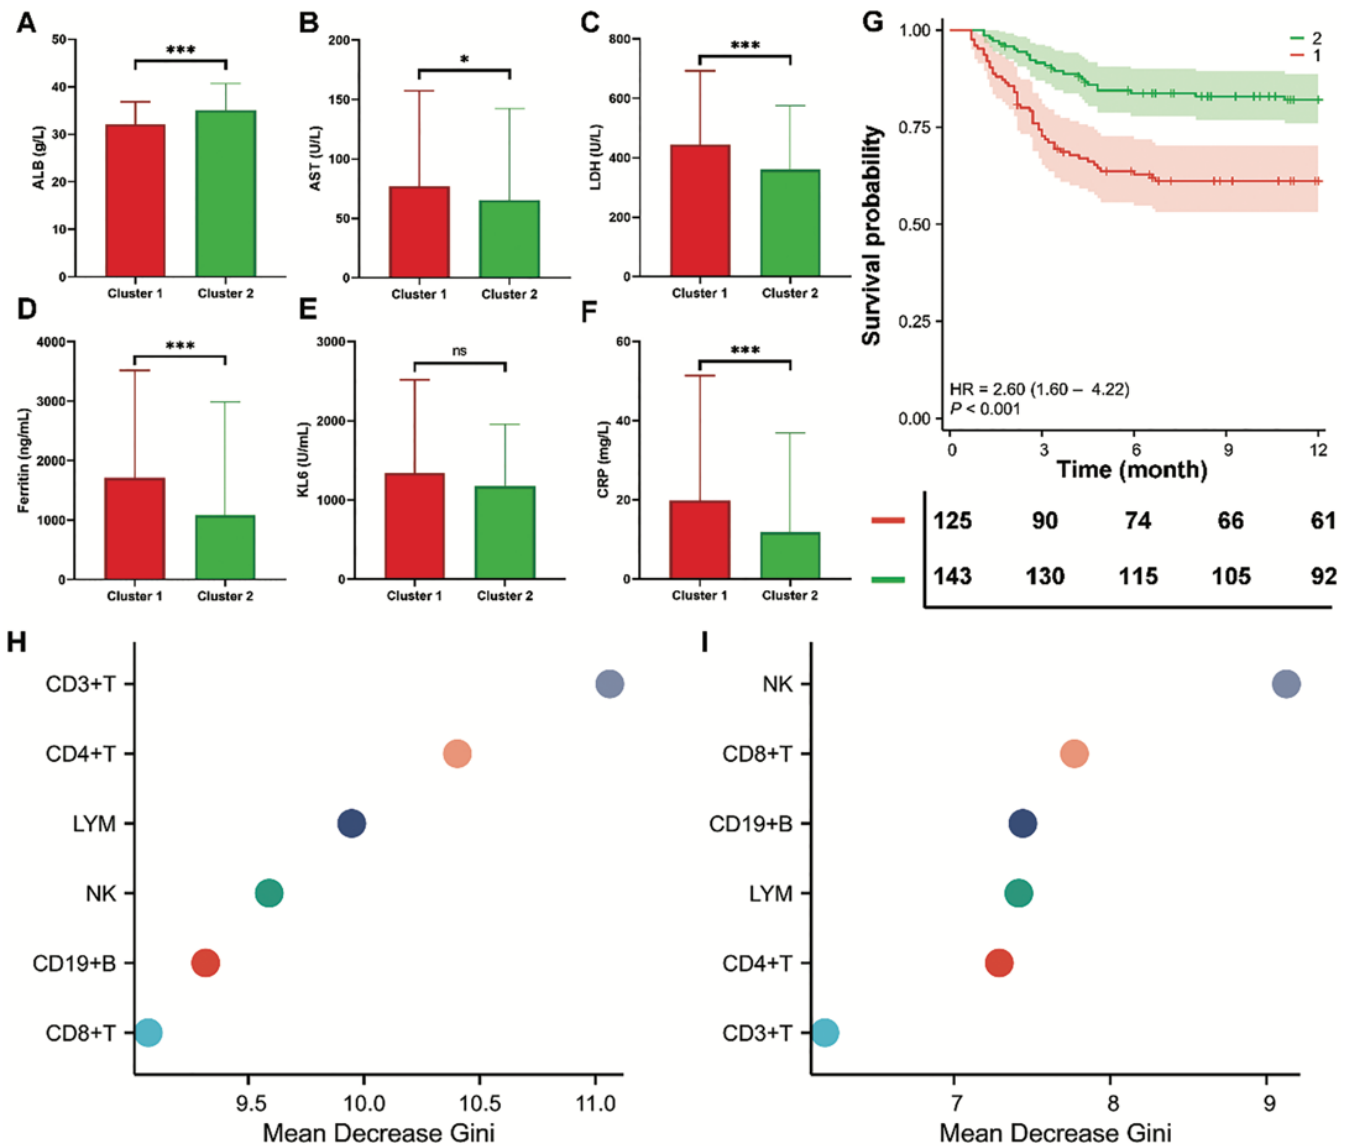 A
ALB (g/L)
50
40
30
20
10
0
***
Cluster 1 Cluster 2
B
AST (U/L)
200
150
100
50
0
*
Cluster 1 Cluster 2
C
LDH (U/L)
800
600
400
200
0
***
Cluster 1 Cluster 2
D
Ferritin (ng/mL)
4000
3000
2000
1000
0
***
Cluster 1 Cluster 2
E
KL6 (U/mL)
3000
2000
1000
0
ns
Cluster 1 Cluster 2
F
CRP (mg/L)
60
40
20
0
***
Cluster 1 Cluster 2
G
Survival probability
1.00
0.75
0.50
0.25
0.00
2
1
HR = 2.60 (1.60 – 4.22)
P < 0.001
0 3 6 9 12
Time (month)
125 90 74 66 61
143 130 115 105 92
H
CD3+T
CD4+T
LYM
NK
CD19+B
CD8+T
9.5 10.0 10.5 11.0
Mean Decrease Gini
I
NK
CD8+T
CD19+B
LYM
CD4+T
CD3+T
7 8 9
Mean Decrease Gini